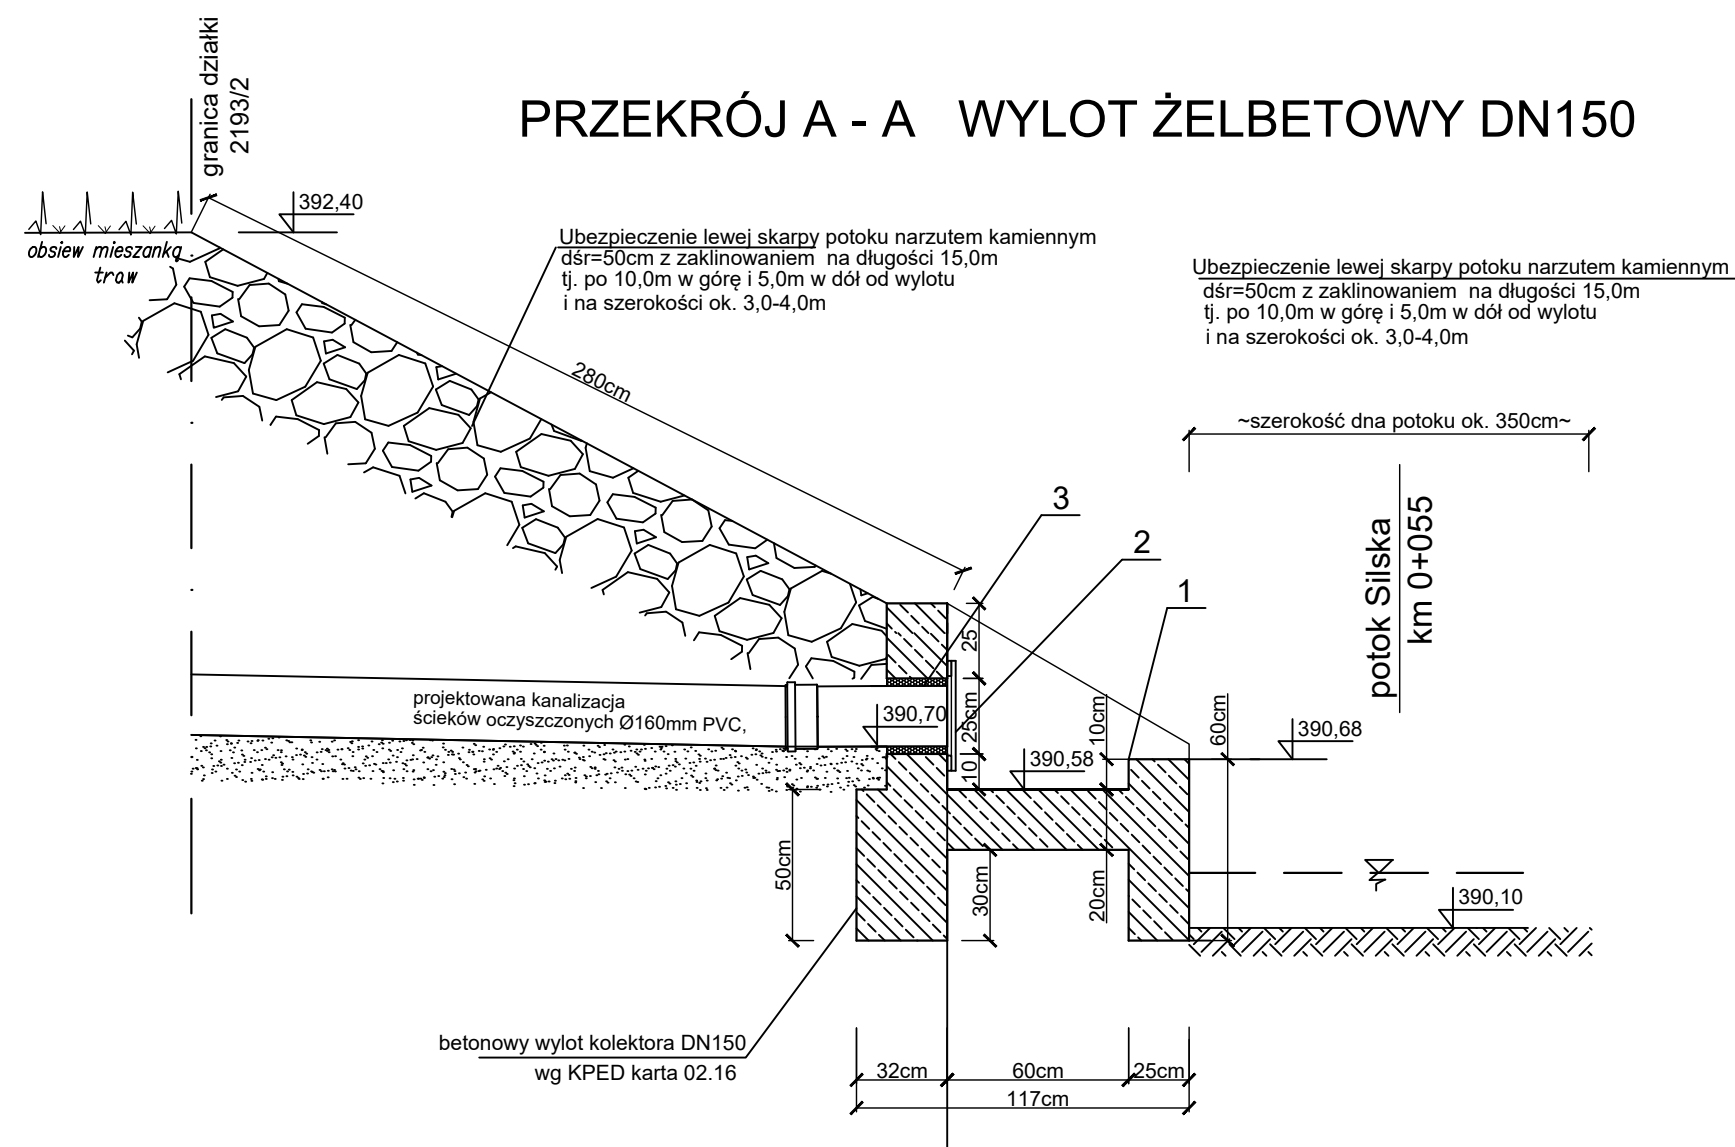 granica działki
2193/2
PRZEKRÓJ A - A WYLOT ŻELBETOWY DN150
392,40
obsiew mieszanką
traw
Ubezpieczenie lewej skarpy potoku narzutem kamiennym
dśr=50cm z zaklinowaniem na długości 15,0m
tj. po 10,0m w górę i 5,0m w dół od wylotu
i na szerokości ok. 3,0-4,0m
Ubezpieczenie lewej skarpy potoku narzutem kamiennym
dśr=50cm z zaklinowaniem na długości 15,0m
tj. po 10,0m w górę i 5,0m w dół od wylotu
i na szerokości ok. 3,0-4,0m
280cm
~szerokość dna potoku ok. 350cm~
potok Silska
km 0+055
3
2
1
25
25cm
10
projektowana kanalizacja
ścieków oczyszczonych Ø160mm PVC,
390,70
390,58
10cm
60cm
390,68
50cm
30cm
20cm
390,10
betonowy wylot kolektora DN150
wg KPED karta 02.16
32cm
60cm
25cm
117cm